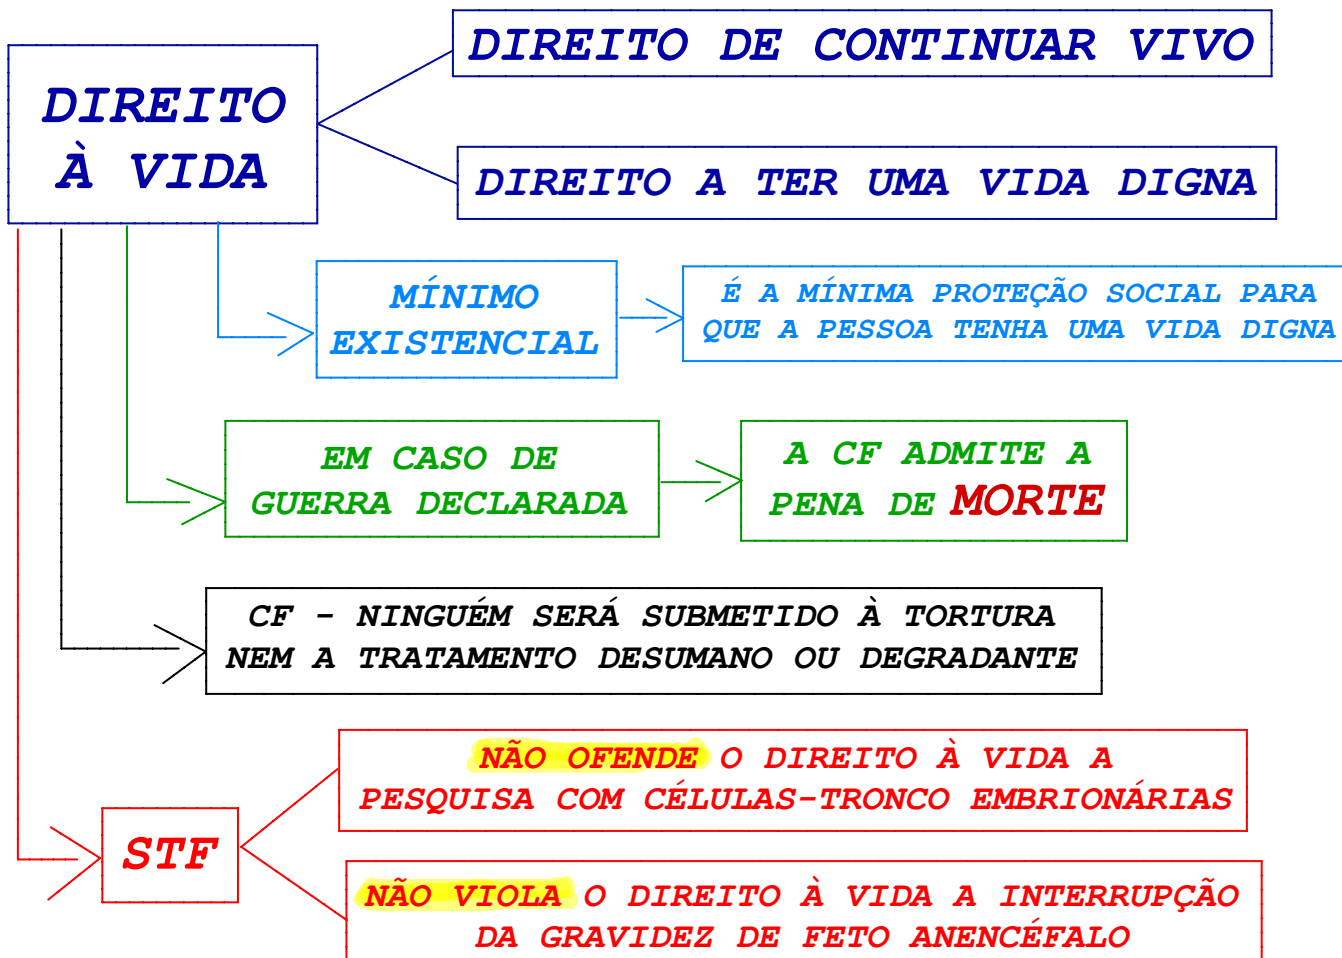 DIREITO
À VIDA
DIREITO DE CONTINUAR VIVO
DIREITO A TER UMA VIDA DIGNA
MÍNIMO
EXISTENCIAL
É A MÍNIMA PROTEÇÃO SOCIAL PARA
QUE A PESSOA TENHA UMA VIDA DIGNA
EM CASO DE
GUERRA DECLARADA
A CF ADMITE A
PENA DE MORTE
CF - NINGUÉM SERÁ SUBMETIDO À TORTURA
NEM A TRATAMENTO DESUMANO OU DEGRADANTE
STF
NÃO OFENDE O DIREITO À VIDA A
PESQUISA COM CÉLULAS-TRONCO EMBRIONÁRIAS
NÃO VIOLA O DIREITO À VIDA A INTERRUPÇÃO
DA GRAVIDEZ DE FETO ANENCÉFALO